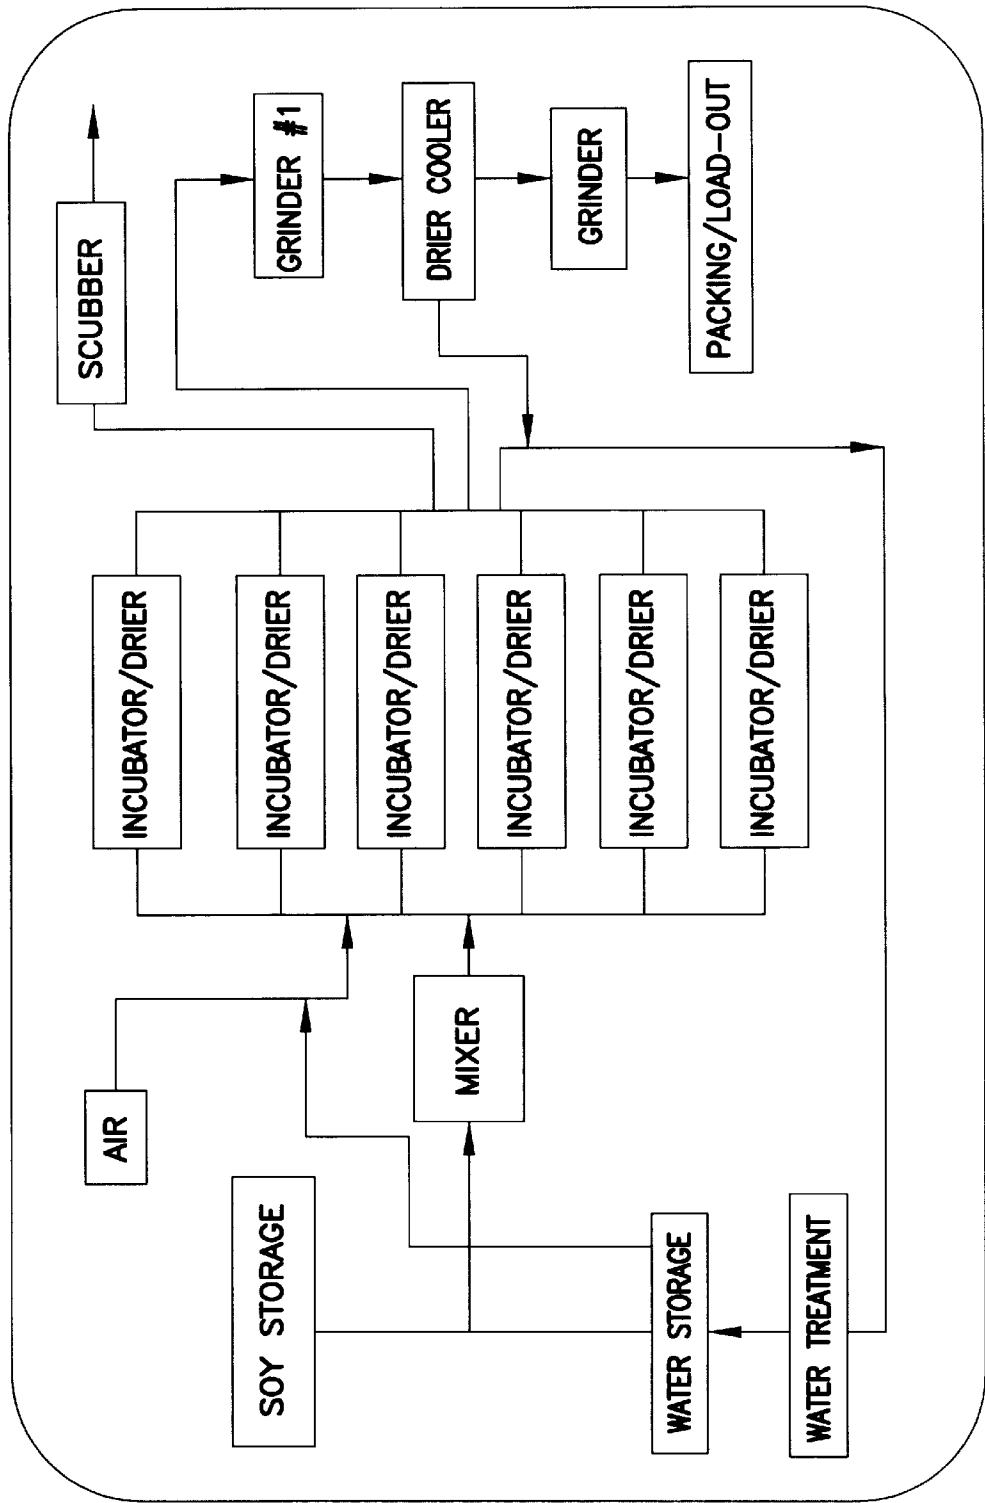 SOY STORAGE
WATER STORAGE
WATER TREATMENT
AIR
MIXER
INCUBATOR/DRIER
INCUBATOR/DRIER
INCUBATOR/DRIER
INCUBATOR/DRIER
INCUBATOR/DRIER
INCUBATOR/DRIER
SCUBBER
GRINDER #1
DRIER COOLER
GRINDER
PACKING/LOAD-OUT